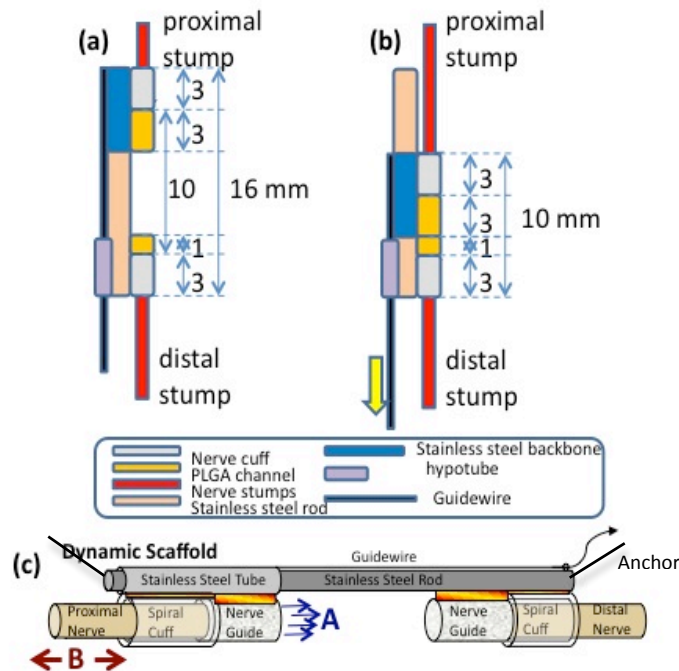 (a)
proximal
stump
3
3
10
16 mm
1
3
distal
stump
(b)
proximal
stump
3
3
10 mm
1
3
distal
stump
Nerve cuff
PLGA channel
Nerve stumps
Stainless steel rod
Stainless steel backbone
hypotube
Guidewire
(c)
Dynamic Scaffold
Guidewire
Anchor
Stainless Steel Tube
Stainless Steel Rod
Proximal
Nerve
Spiral
Cuff
Nerve
Guide
A
Nerve
Guide
Spiral
Cuff
Distal
Nerve
B